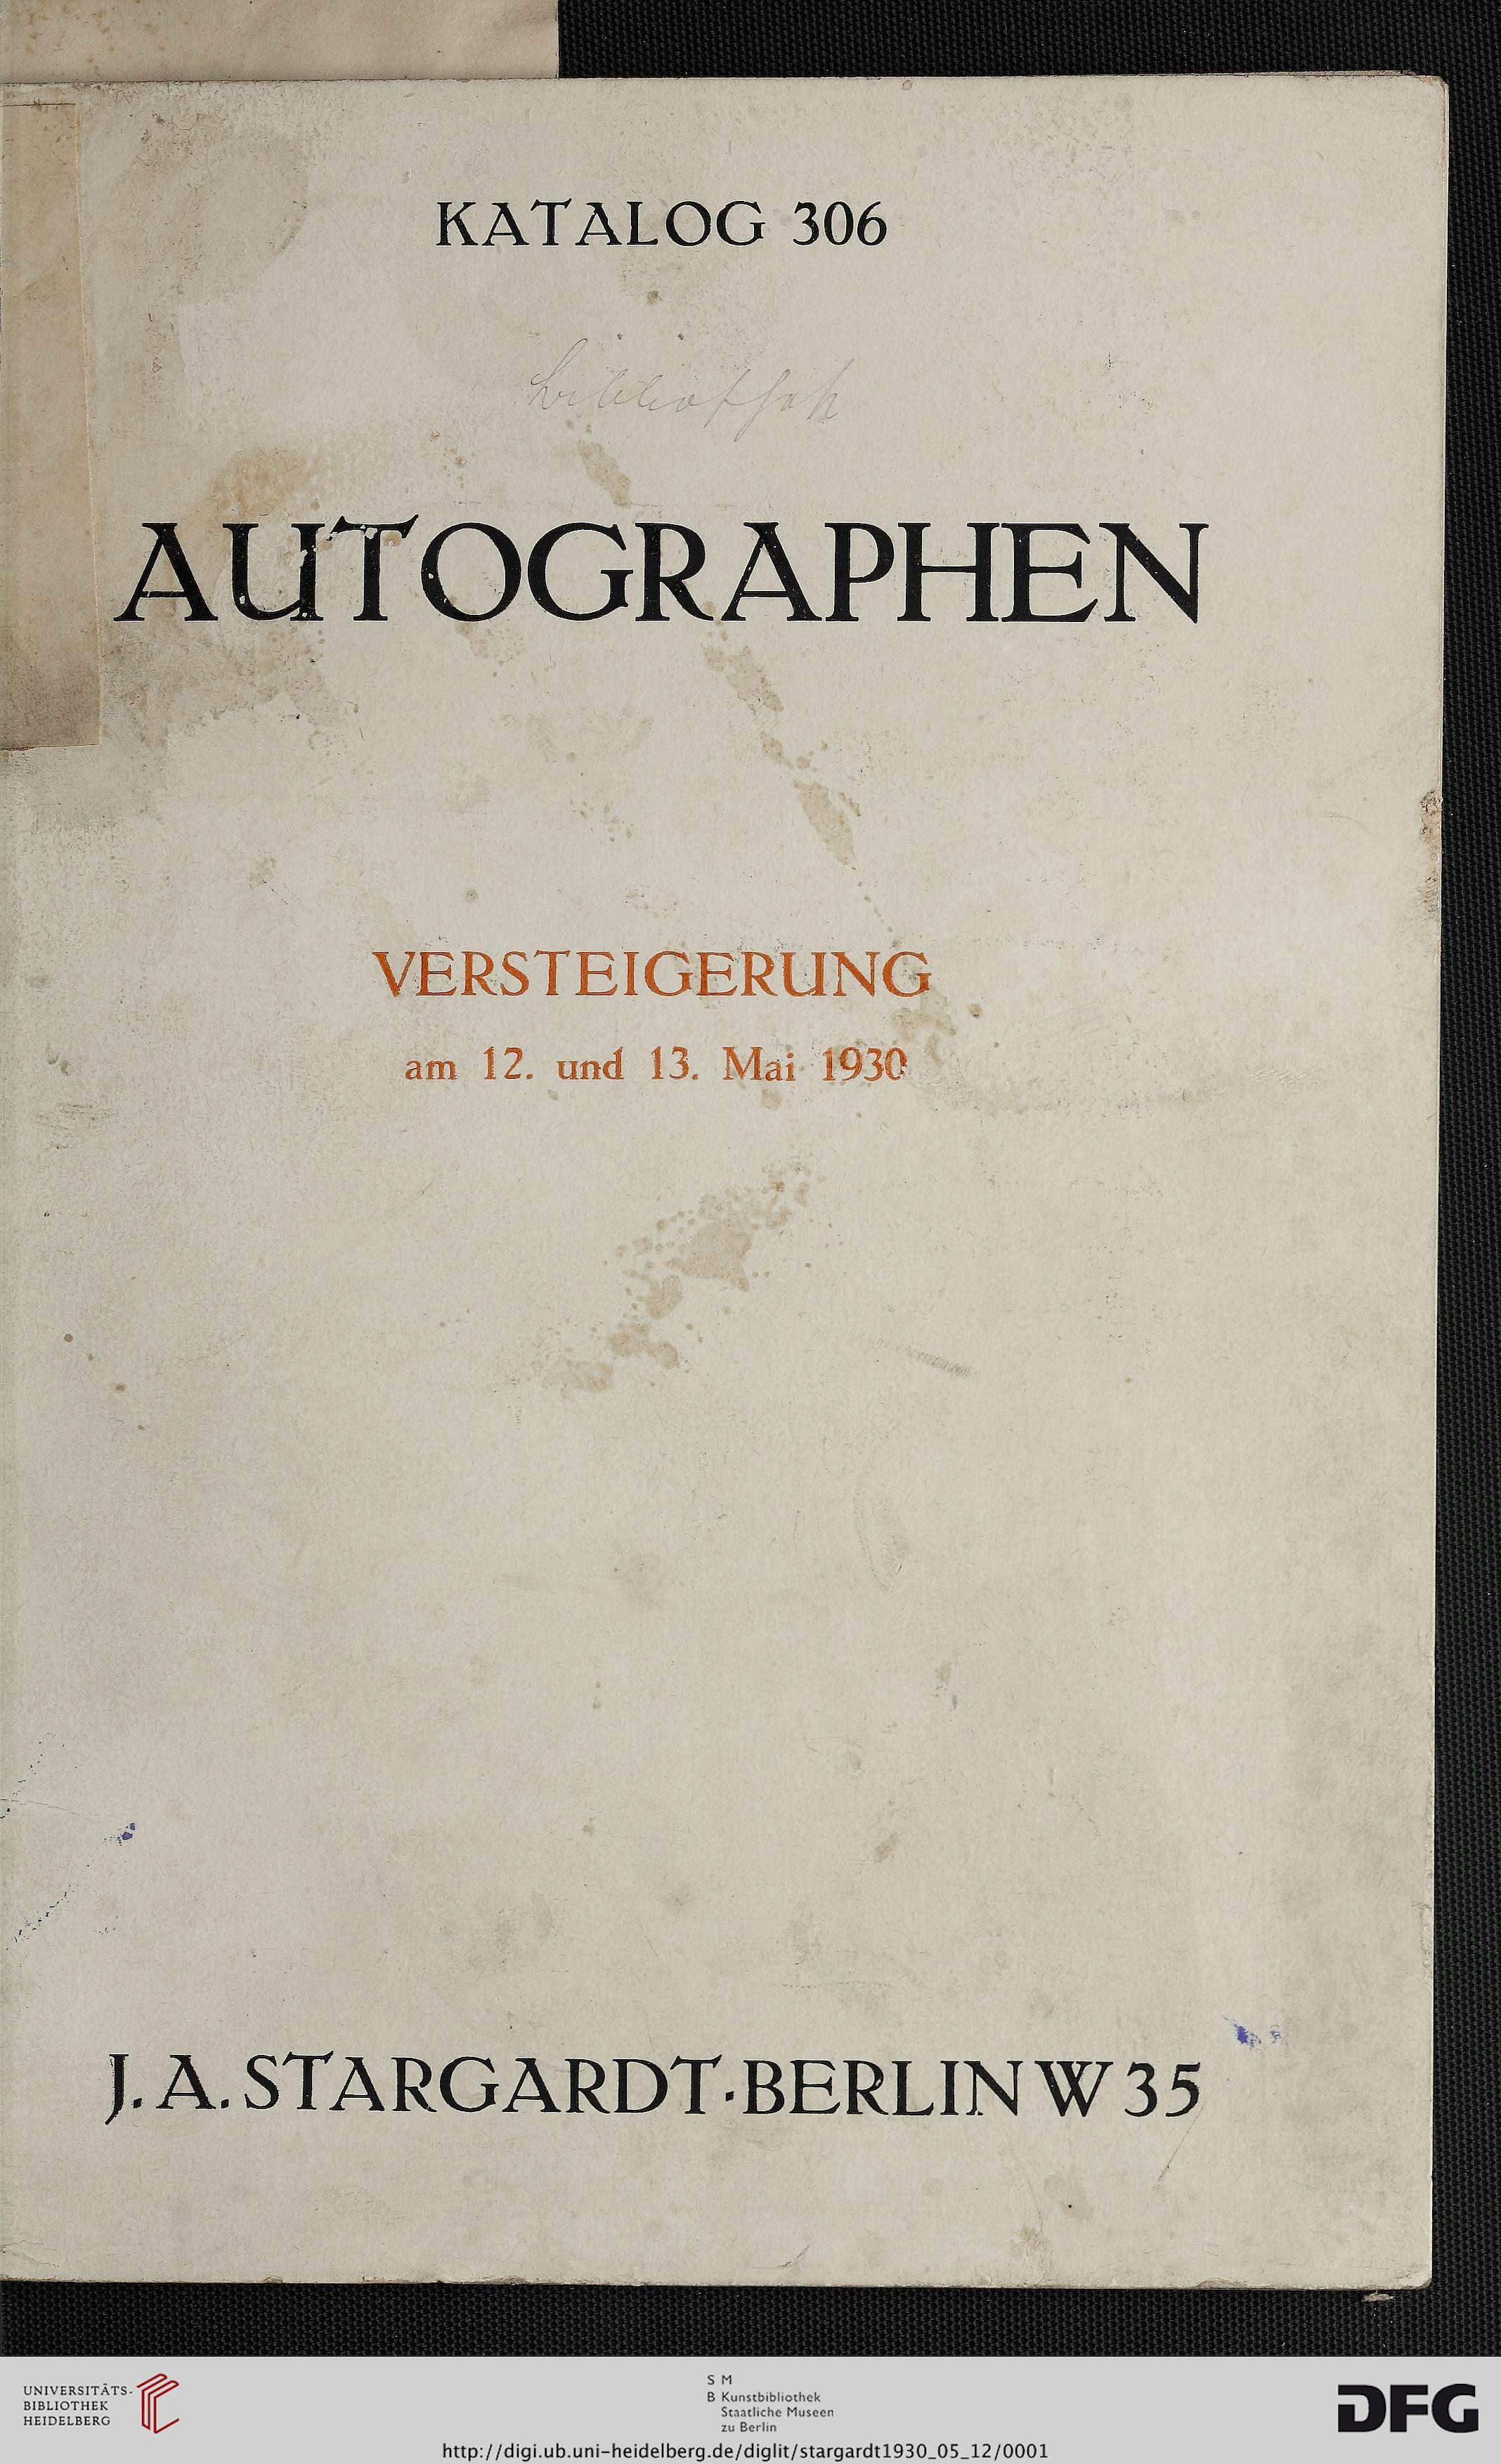 KATALOG 306
Bibliothek
AUTOGRAPHEN
VERSTEIGERUNG
am 12. und 13. Mai 1930
J. A. STARGARDT · BERLIN W 35
UNIVERSITÄTS-
BIBLIOTHEK
HEIDELBERG
S M
B Kunstbibliothek
Staatliche Museen
zu Berlin
DFG
http://digi.ub.uni-heidelberg.de/diglit/stargardt1930_05_12/0001